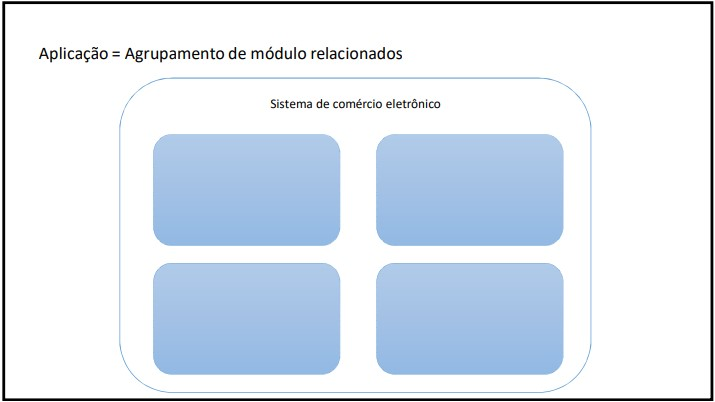 Aplicação = Agrupamento de módulo relacionados
Sistema de comércio eletrônico